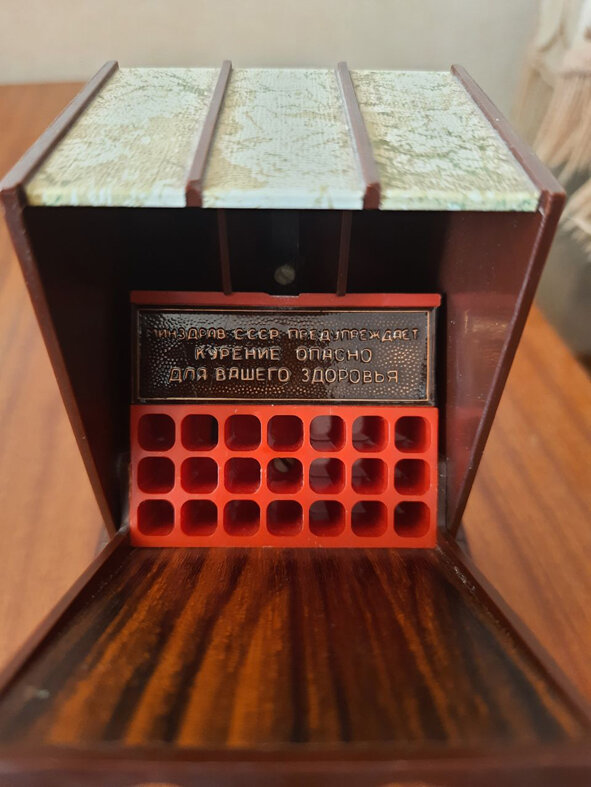 МИНЗДРАВ СССР ПРЕДУПРЕЖДАЕТ
КУРЕНИЕ ОПАСНО
ДЛЯ ВАШЕГО ЗДОРОВЬЯ